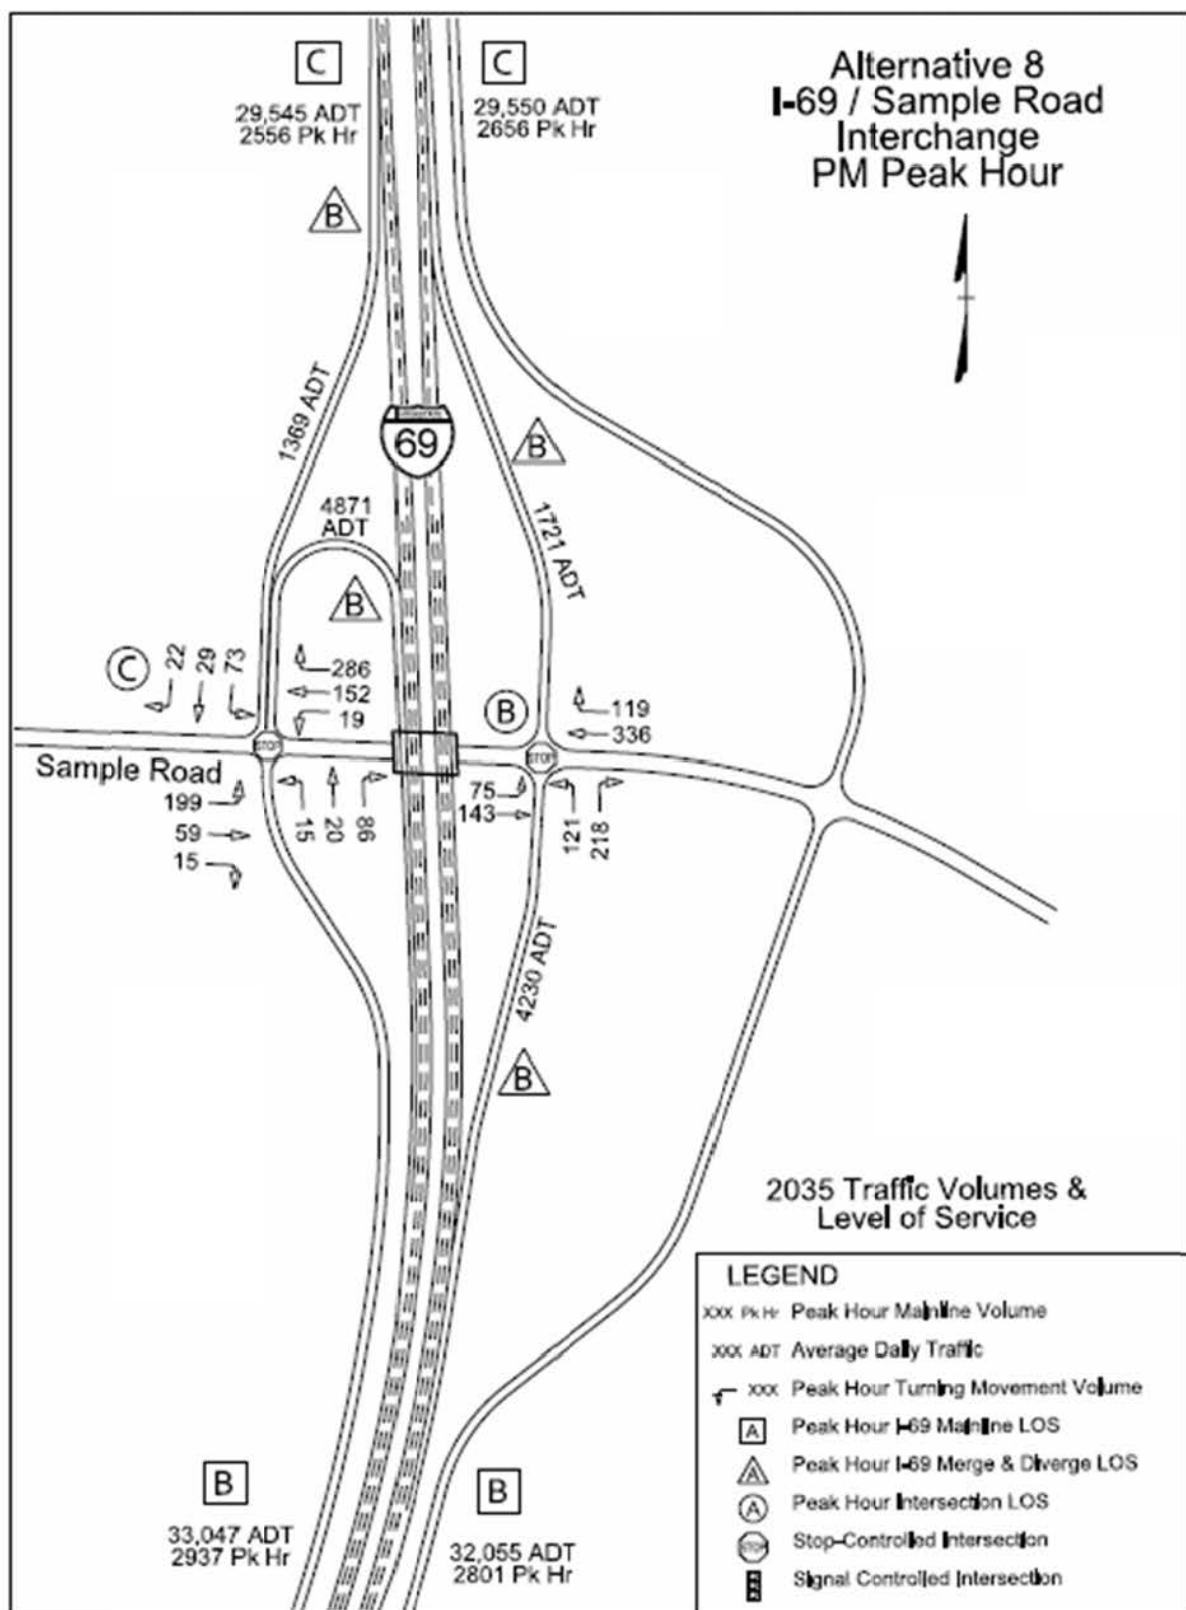 Alternative 8
I-69 / Sample Road
Interchange
PM Peak Hour
C
29,545 ADT
2556 Pk Hr
C
29,550 ADT
2656 Pk Hr
B
1369 ADT
69
B
4871
ADT
1721 ADT
B
C
22
29
73
286
152
19
B
119
336
STOP
STOP
Sample Road
199
59
15
15
20
86
75
143
121
218
4230 ADT
B
2035 Traffic Volumes &
Level of Service
B
33,047 ADT
2937 Pk Hr
B
32,055 ADT
2801 Pk Hr
LEGEND
XXX Pk Hr Peak Hour Mainline Volume
XXX ADT Average Daily Traffic
XXX Peak Hour Turning Movement Volume
A Peak Hour I-69 Mainline LOS
A Peak Hour I-69 Merge & Diverge LOS
A Peak Hour Intersection LOS
STOP Stop-Controlled Intersection
Signal Controlled Intersection